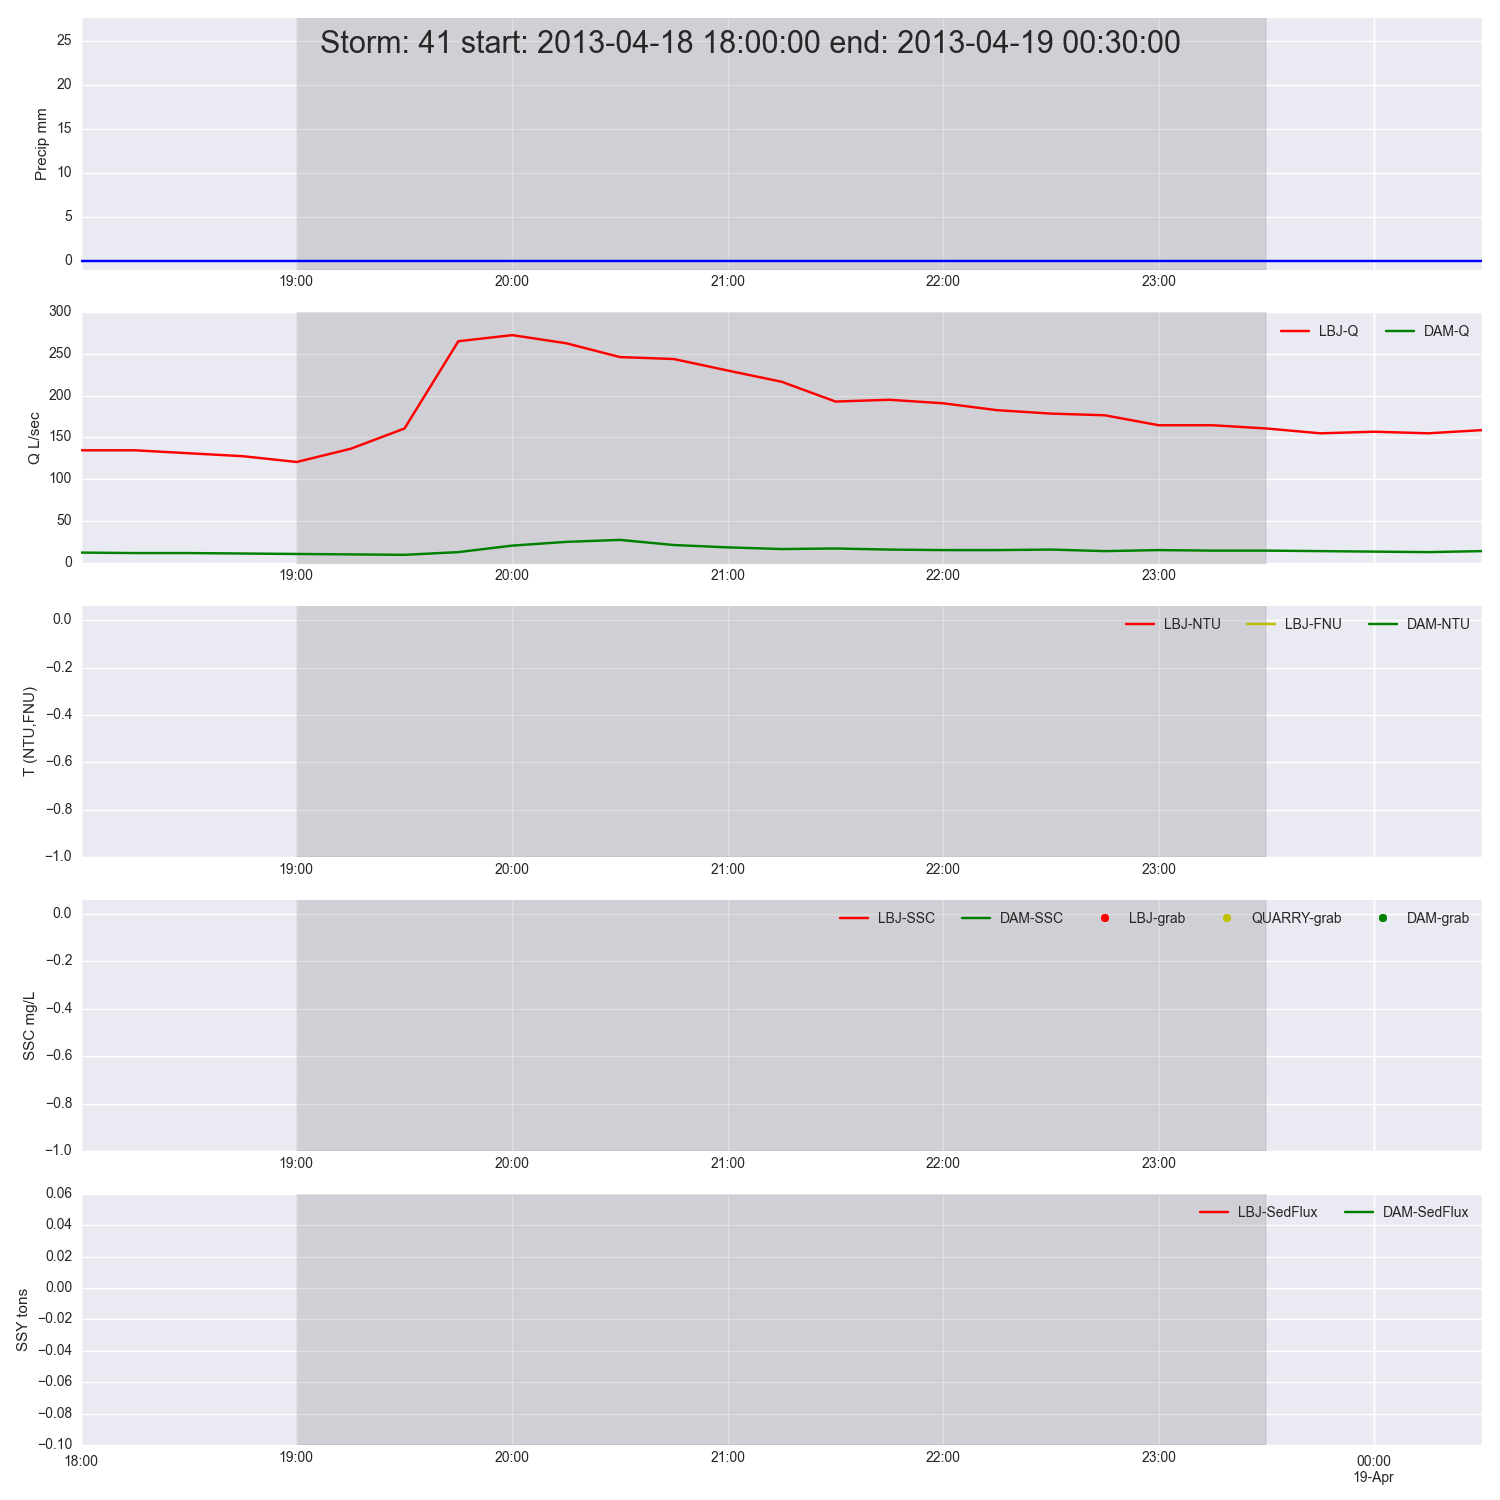 Storm: 41 start: 2013-04-18 18:00:00 end: 2013-04-19 00:30:00
Precip mm
25
20
15
10
5
0
19:00 20:00 21:00 22:00 23:00
LBJ-Q DAM-Q
Q L/sec
300
250
200
150
100
50
0
19:00 20:00 21:00 22:00 23:00
LBJ-NTU LBJ-FNU DAM-NTU
T (NTU,FNU)
0.0
−0.2
−0.4
−0.6
−0.8
−1.0
19:00 20:00 21:00 22:00 23:00
LBJ-SSC DAM-SSC LBJ-grab QUARRY-grab DAM-grab
SSC mg/L
0.0
−0.2
−0.4
−0.6
−0.8
−1.0
19:00 20:00 21:00 22:00 23:00
LBJ-SedFlux DAM-SedFlux
SSY tons
0.06
0.04
0.02
0.00
−0.02
−0.04
−0.06
−0.08
−0.10
18:00 19:00 20:00 21:00 22:00 23:00 00:00
19-Apr